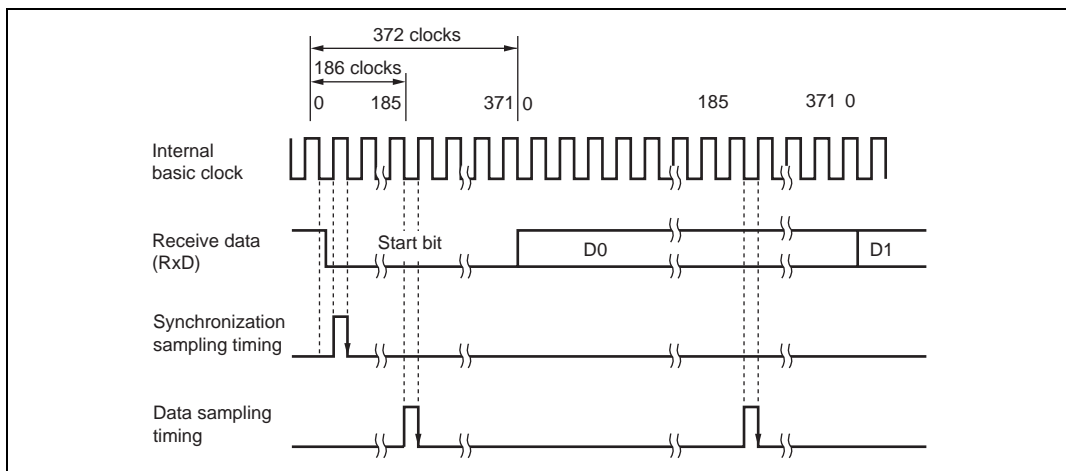 372 clocks
186 clocks
0 185 371 0 185 371 0
Internal
basic clock
Receive data
(RxD)
Start bit D0 D1
Synchronization
sampling timing
Data sampling
timing